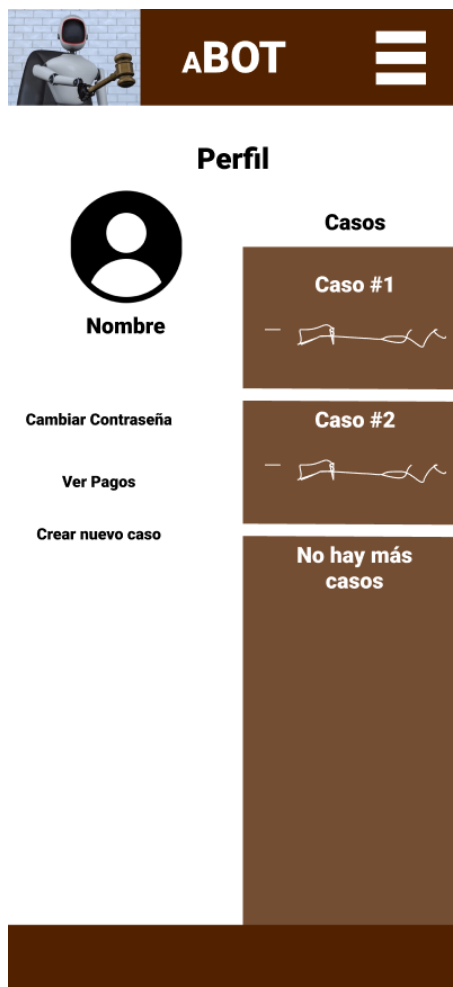 ABOT
Perfil
Nombre
Cambiar Contraseña
Ver Pagos
Crear nuevo caso
Casos
Caso #1
Caso #2
No hay más
casos